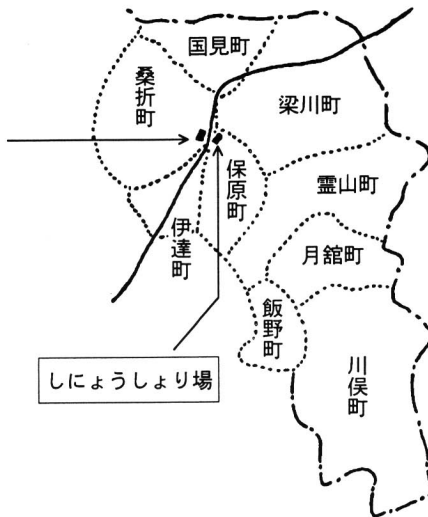 国見町
桑折町
梁川町
保原町
霊山町
伊達町
月舘町
飯野町
しにょうしょり場
川俣町